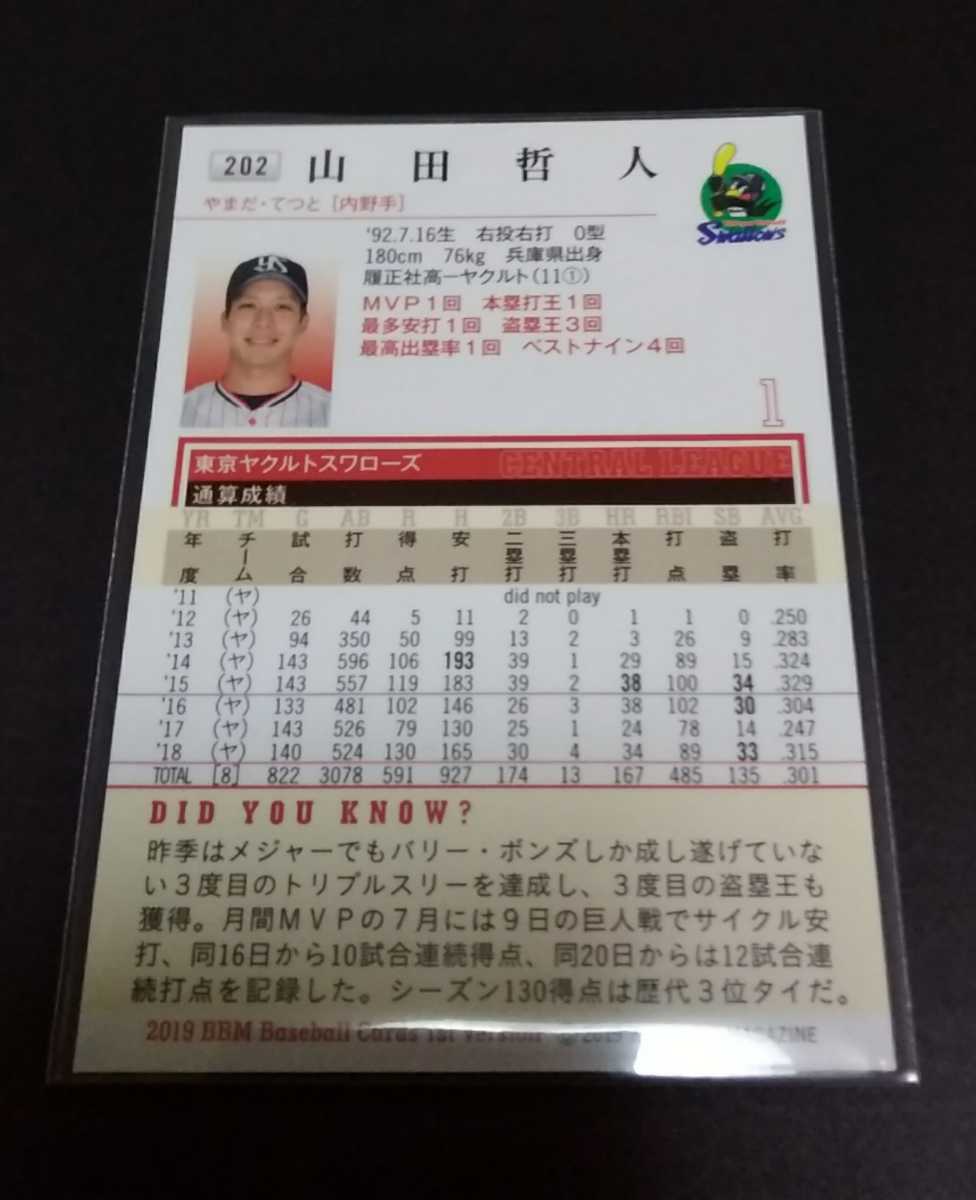 202 山田哲人
Swallows
やまだ・てつと [内野手]
'92.7.16生 右投右打 O型
180cm 76kg 兵庫県出身
履正社高ーヤクルト(11①)
MVP1回 本塁打王1回
最多安打1回 盗塁王3回
最高出塁率1回 ベストナイン4回
1
東京ヤクルトスワローズ CENTRAL LEAGUE
通算成績
YR TM G AB R H 2B 3B HR RBI SB AVG
年度 チーム 試合 打数 得点 安打 二塁打 三塁打 本塁打 打点 盗塁 打率
'11 (ヤ) did not play
'12 (ヤ) 26 44 5 11 2 0 1 1 0 .250
'13 (ヤ) 94 350 50 99 13 2 3 26 9 .283
'14 (ヤ) 143 596 106 193 39 1 29 89 15 .324
'15 (ヤ) 143 557 119 183 39 2 38 100 34 .329
'16 (ヤ) 133 481 102 146 26 3 38 102 30 .304
'17 (ヤ) 143 526 79 130 25 1 24 78 14 .247
'18 (ヤ) 140 524 130 165 30 4 34 89 33 .315
TOTAL [8] 822 3078 591 927 174 13 167 485 135 .301
DID YOU KNOW?
昨季はメジャーでもバリー・ボンズしか成し遂げていな
い3度目のトリプルスリーを達成し、3度目の盗塁王も
獲得。月間MVPの7月には9日の巨人戦でサイクル安
打、同16日から10試合連続得点、同20日からは12試合連
続打点を記録した。シーズン130得点は歴代3位タイだ。
2019 BBM Baseball Cards 1st Version © 2019